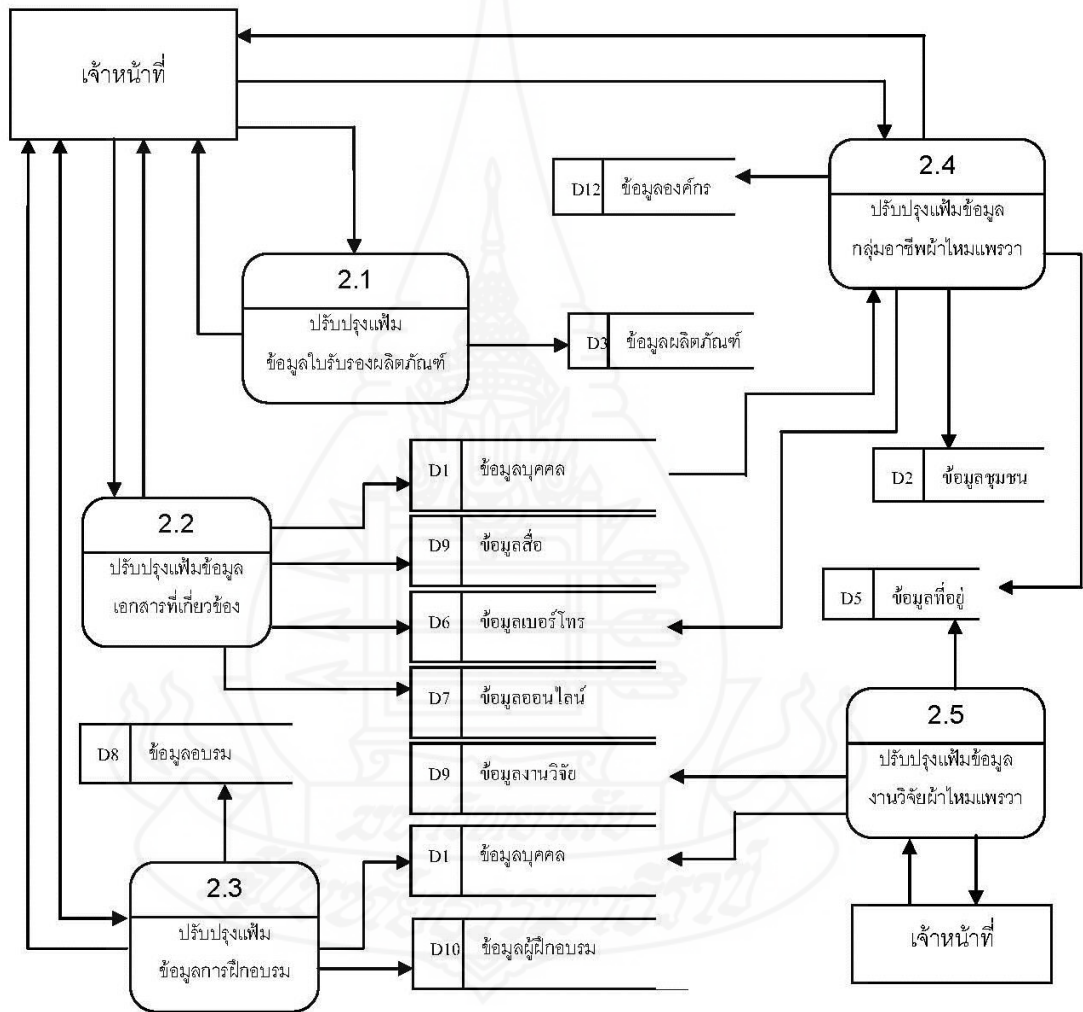 เจ้าหน้าที่
2.4
ปรับปรุงแฟ้มข้อมูล
กลุ่มอาชีพผ้าไหมแพรวา
D12 ข้อมูลองค์กร
2.1
ปรับปรุงแฟ้ม
ข้อมูลใบรับรองผลิตภัณฑ์
D3 ข้อมูลผลิตภัณฑ์
D1 ข้อมูลบุคคล
D2 ข้อมูลชุมชน
2.2
ปรับปรุงแฟ้มข้อมูล
เอกสารที่เกี่ยวข้อง
D9 ข้อมูลสื่อ
D5 ข้อมูลที่อยู่
D6 ข้อมูลเบอร์โทร
D7 ข้อมูลออนไลน์
2.5
ปรับปรุงแฟ้มข้อมูล
งานวิจัยผ้าไหมแพรวา
D8 ข้อมูลอบรม
D9 ข้อมูลงานวิจัย
D1 ข้อมูลบุคคล
2.3
ปรับปรุงแฟ้ม
ข้อมูลการฝึกอบรม
D10 ข้อมูลผู้ฝึกอบรม
เจ้าหน้าที่